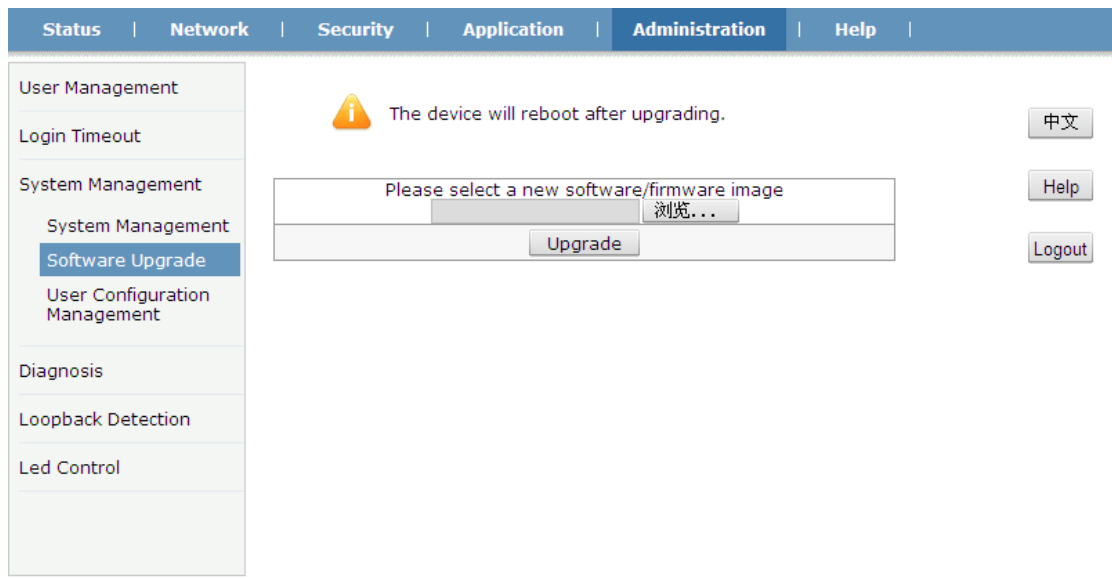 Status | Network | Security | Application | Administration | Help |
User Management
Login Timeout
System Management
System Management
Software Upgrade
User Configuration
Management
Diagnosis
Loopback Detection
Led Control
The device will reboot after upgrading.
Please select a new software/firmware image
浏览...
Upgrade
中文
Help
Logout